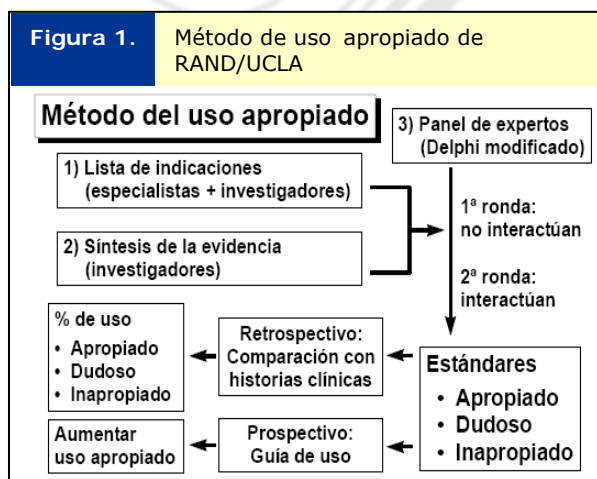 Figura 1.
Método de uso apropiado de
RAND/UCLA
Método del uso apropiado
3) Panel de expertos
(Delphi modificado)
1) Lista de indicaciones
(especialistas + investigadores)
1ª ronda:
no interactúan
2) Síntesis de la evidencia
(investigadores)
2ª ronda:
interactúan
% de uso
• Apropiado
• Dudoso
• Inapropiado
Retrospectivo:
Comparación con
historias clínicas
Estándares
• Apropiado
• Dudoso
• Inapropiado
Aumentar
uso apropiado
Prospectivo:
Guía de uso